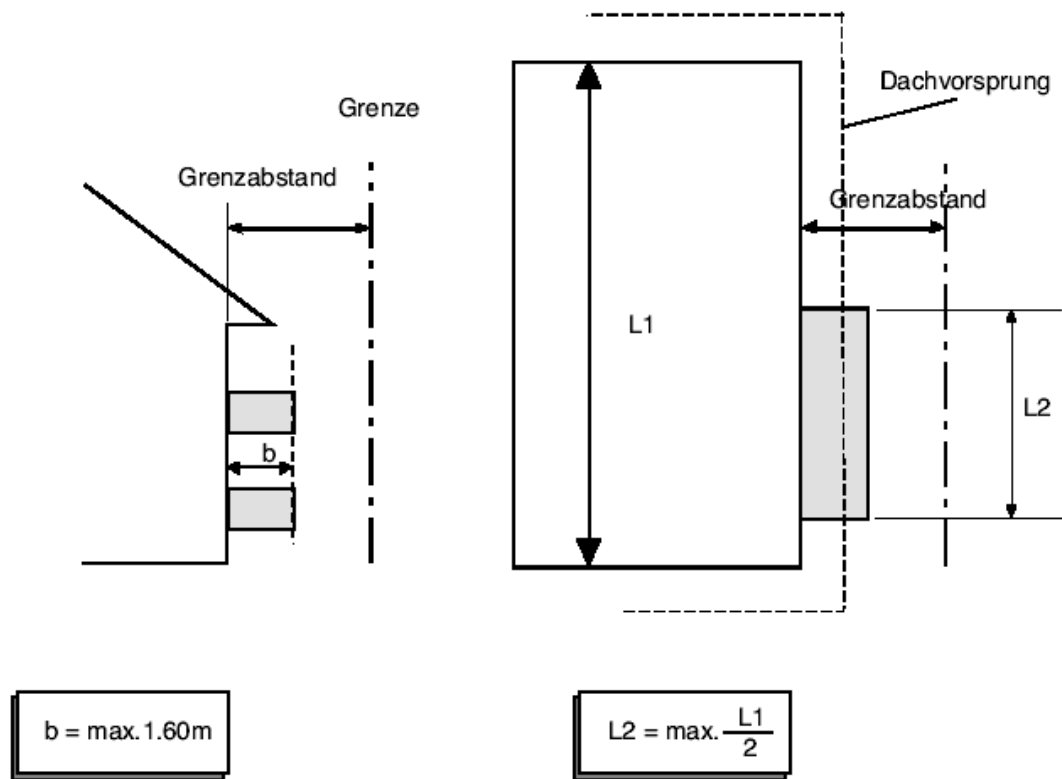 Grenze
Grenzabstand
b
Dachvorsprung
Grenzabstand
L1
L2
b = max.1.60m
L2 = max. L1
2